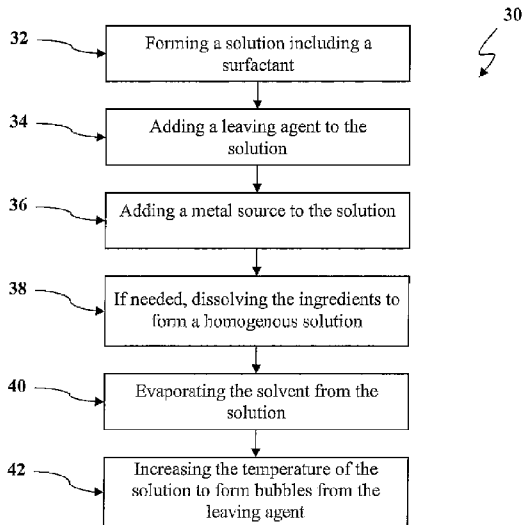 30
32
Forming a solution including a
surfactant
34
Adding a leaving agent to the
solution
36
Adding a metal source to the solution
38
If needed, dissolving the ingredients to
form a homogenous solution
40
Evaporating the solvent from the
solution
42
Increasing the temperature of the
solution to form bubbles from the
leaving agent